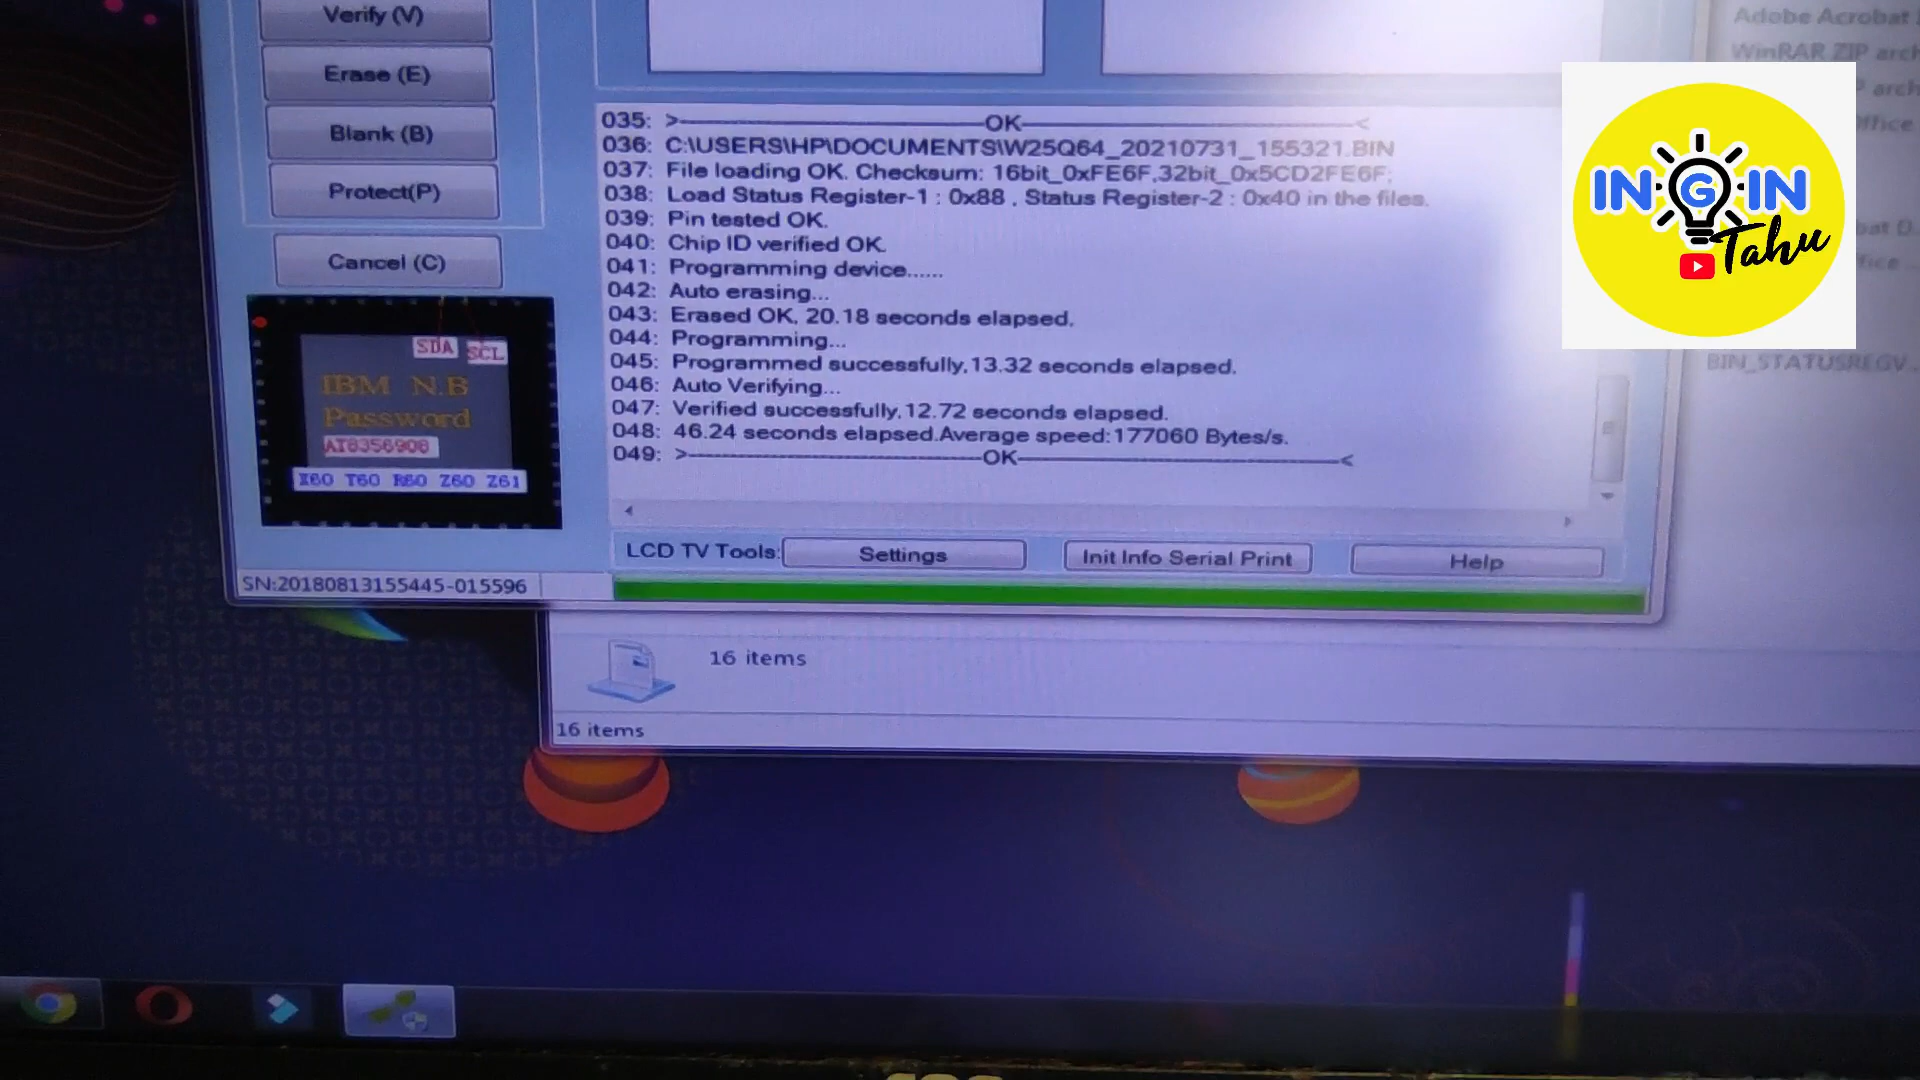 Verify (V)
Erase (E)
Blank (B)
Protect(P)
Cancel (C)
SDA SCL
IBM N.B
Password
AT8356908
X60 T60 R60 Z60 Z61
SN:20180813155445-015596
035: >————————OK————————<
036: C:\USERS\HP\DOCUMENTS\W25Q64_20210731_155321.BIN
037: File loading OK. Checksum: 16bit_0xFE6F,32bit_0x5CD2FE6F;
038: Load Status Register-1 : 0x88 , Status Register-2 : 0x40 in the files.
039: Pin tested OK.
040: Chip ID verified OK.
041: Programming device......
042: Auto erasing...
043: Erased OK, 20.18 seconds elapsed.
044: Programming...
045: Programmed successfully,13.32 seconds elapsed.
046: Auto Verifying...
047: Verified successfully,12.72 seconds elapsed.
048: 46.24 seconds elapsed.Average speed:177060 Bytes/s.
049: >————————OK————————<
LCD TV Tools: Settings Init Info Serial Print Help
16 items
16 items
Adobe Acrobat
WinRAR ZIP arch
arch
Office
BIN_STATUSREGV...
IN G IN
Tahu